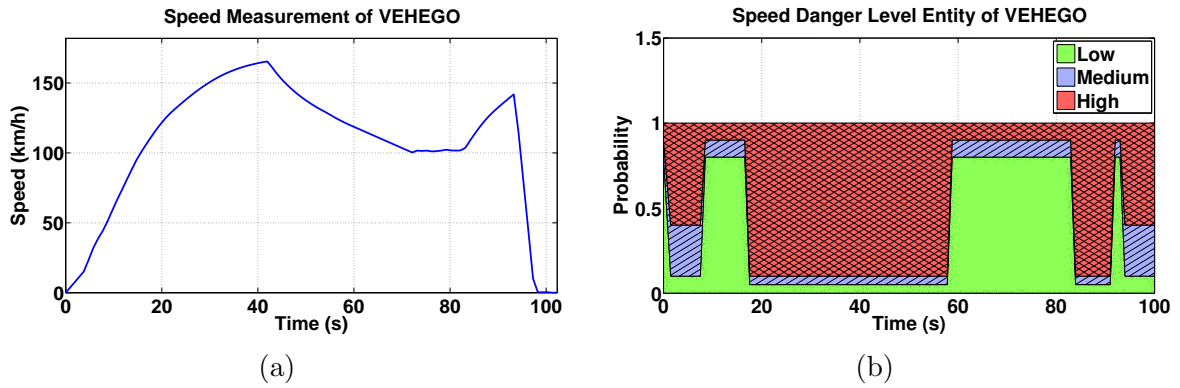 Speed Measurement of VEHEGO
150
100
50
0
Speed (km/h)
0 20 40 60 80 100
Time (s)
(a)
Speed Danger Level Entity of VEHEGO
1.5
1
0.5
0
Probability
Low
Medium
High
0 20 40 60 80 100
Time (s)
(b)